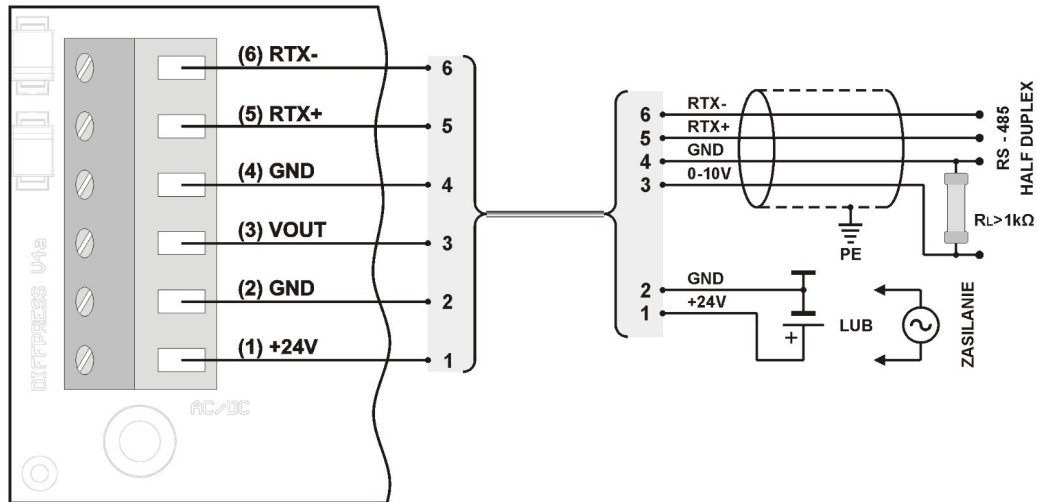 (6) RTX-
(5) RTX+
(4) GND
(3) VOUT
(2) GND
(1) +24V
DIFFPRESS V4a
AC/DC
6
5
4
3
2
1
6
5
4
3
2
1
RTX-
RTX+
GND
0-10V
GND
+24V
PE
+
LUB
RL>1kΩ
RS - 485
HALF DUPLEX
ZASILANIE